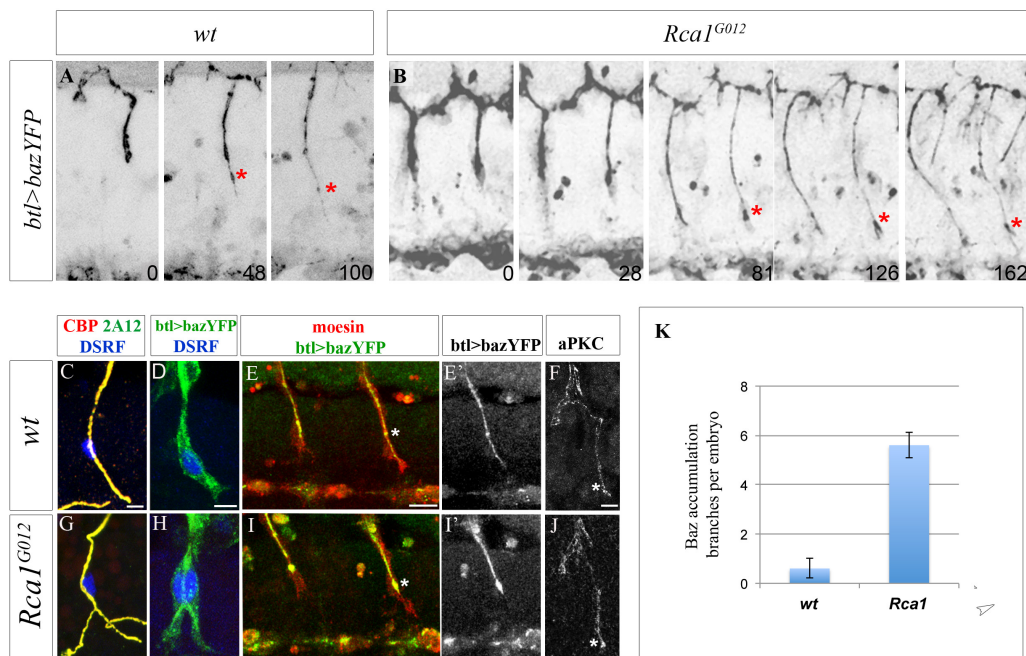 wt
Rca1G012
btl>bazYFP
A
0
*
48
*
100
B
0
28
*
81
*
126
*
162
CBP 2A12
DSRF
btl>bazYFP
DSRF
moesin
btl>bazYFP
btl>bazYFP
aPKC
wt
C
D
E
*
E'
F
*
Rca1G012
G
H
I
*
I'
J
*
K
Baz accumulation
branches per embryo
8
6
4
2
0
wt
Rca1